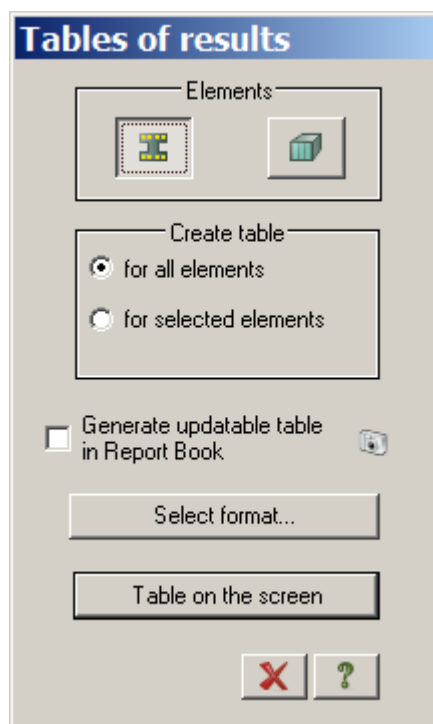 Tables of results
Elements
Create table
for all elements
for selected elements
Generate updatable table
in Report Book
Select format...
Table on the screen
?